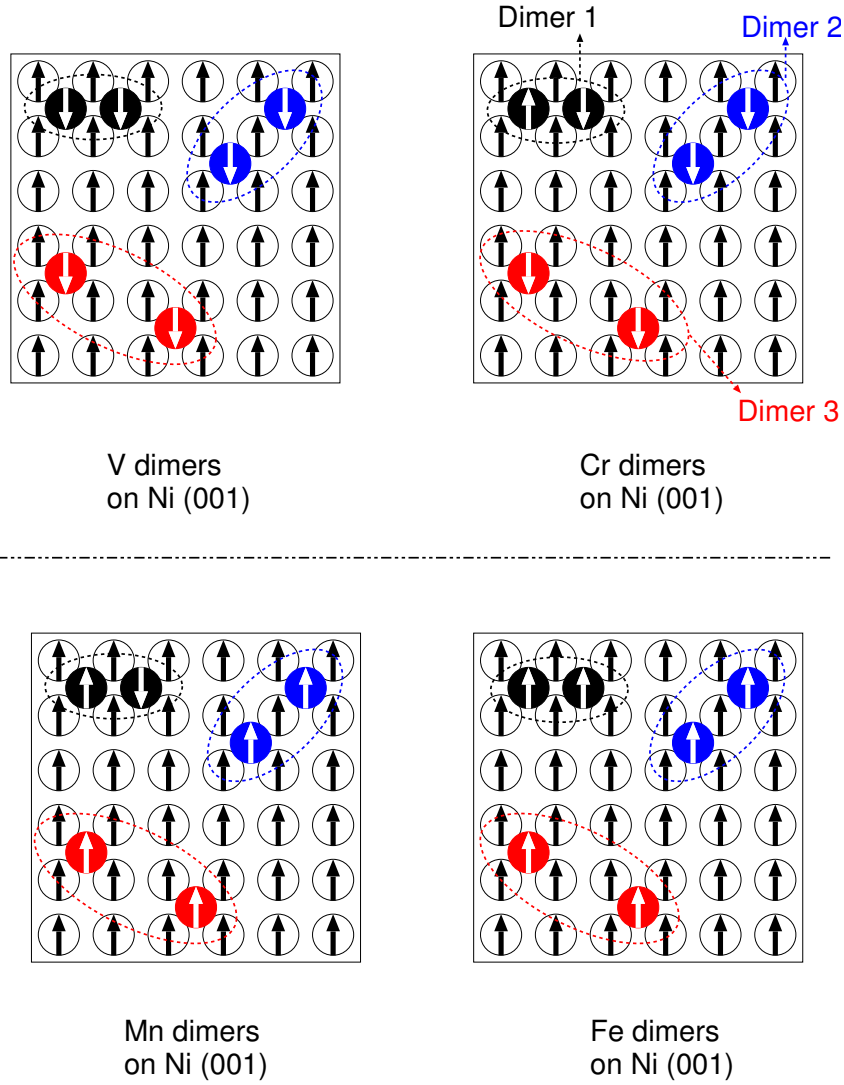 Dimer 1
Dimer 2
Dimer 3
V dimers
on Ni (001)
Cr dimers
on Ni (001)
Mn dimers
on Ni (001)
Fe dimers
on Ni (001)